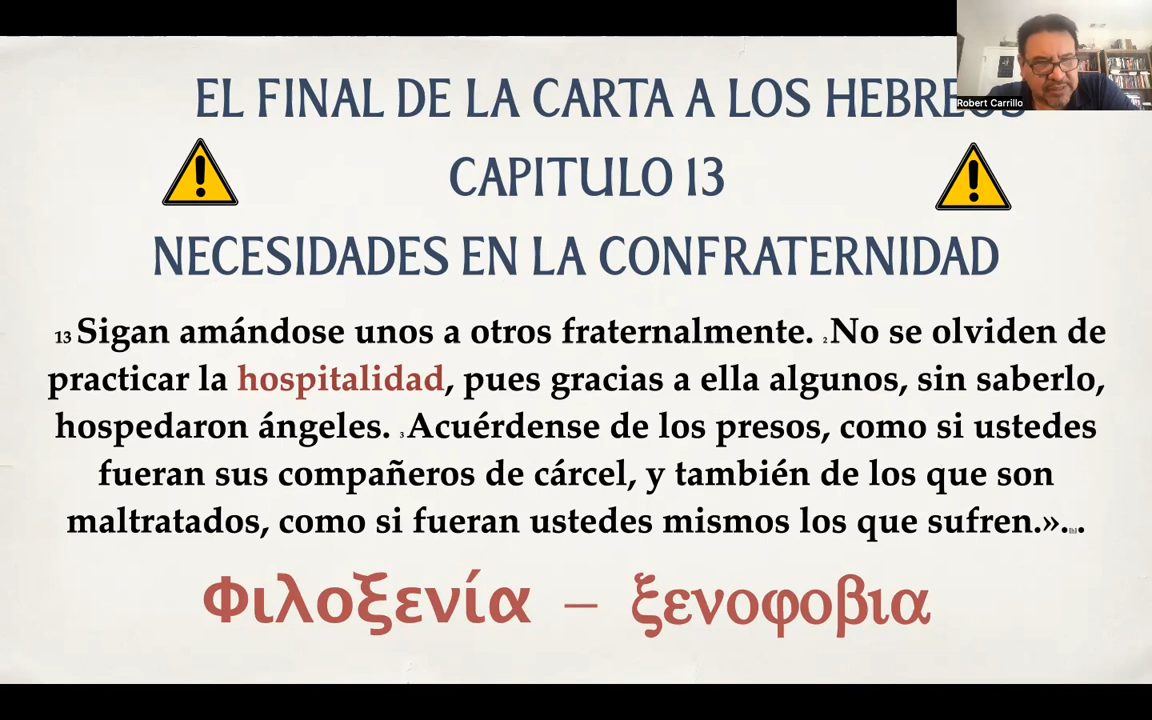 EL FINAL DE LA CARTA A LOS HEBREOS
Robert Carrillo
CAPITULO 13
NECESIDADES EN LA CONFRATERNIDAD
13 Sigan amándose unos a otros fraternalmente. 2 No se olviden de
practicar la hospitalidad, pues gracias a ella algunos, sin saberlo,
hospedaron ángeles. 3 Acuérdense de los presos, como si ustedes
fueran sus compañeros de cárcel, y también de los que son
maltratados, como si fueran ustedes mismos los que sufren.»..
Φιλοξενία – ξενοφοβια